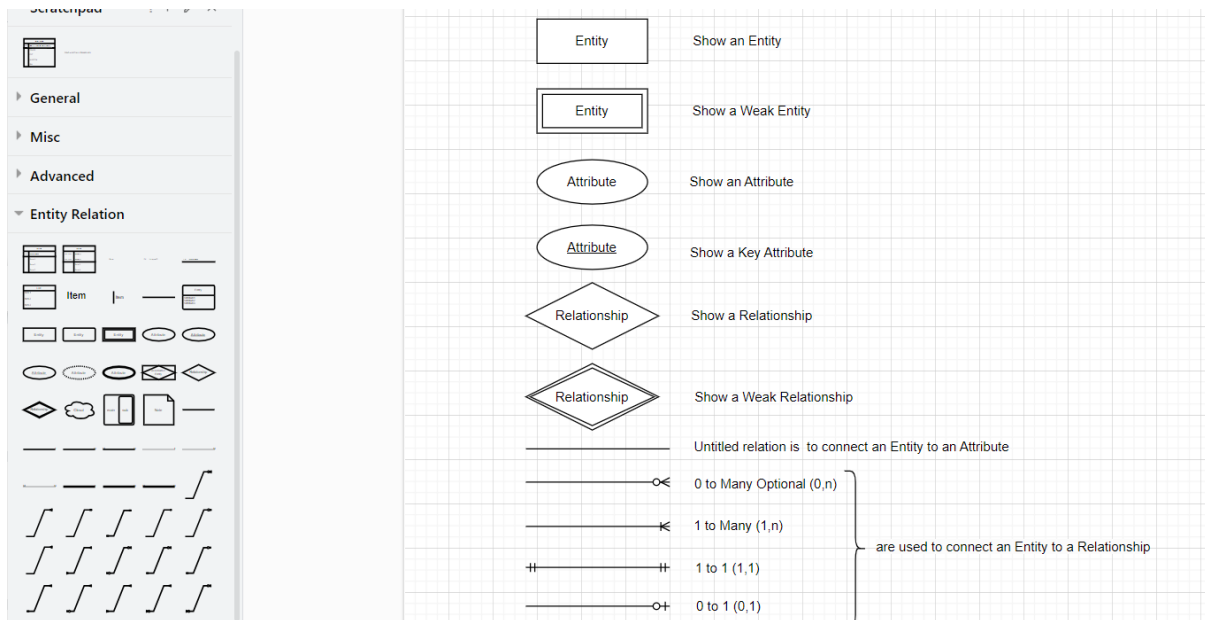 Scratchpad
General
Misc
Advanced
Entity Relation
Item
Entity Show an Entity
Entity Show a Weak Entity
Attribute Show an Attribute
Attribute Show a Key Attribute
Relationship Show a Relationship
Relationship Show a Weak Relationship
Untitled relation is to connect an Entity to an Attribute
0 to Many Optional (0,n)
1 to Many (1,n)
are used to connect an Entity to a Relationship
1 to 1 (1,1)
0 to 1 (0,1)